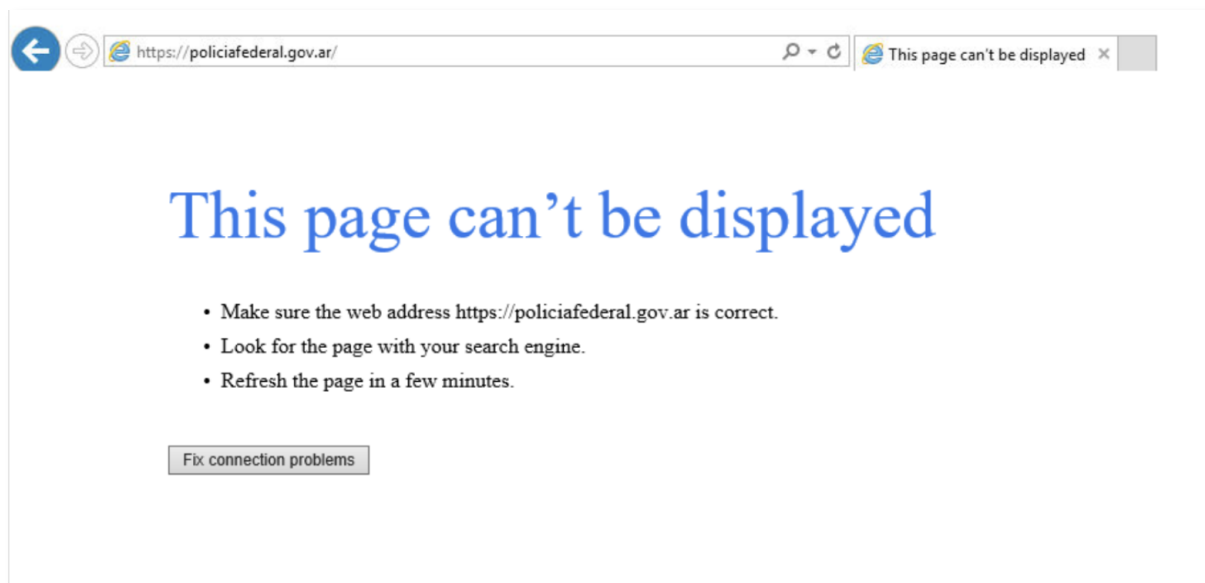 https://policiafederal.gov.ar/
This page can't be displayed
This page can’t be displayed
• Make sure the web address https://policiafederal.gov.ar is correct.
• Look for the page with your search engine.
• Refresh the page in a few minutes.
Fix connection problems